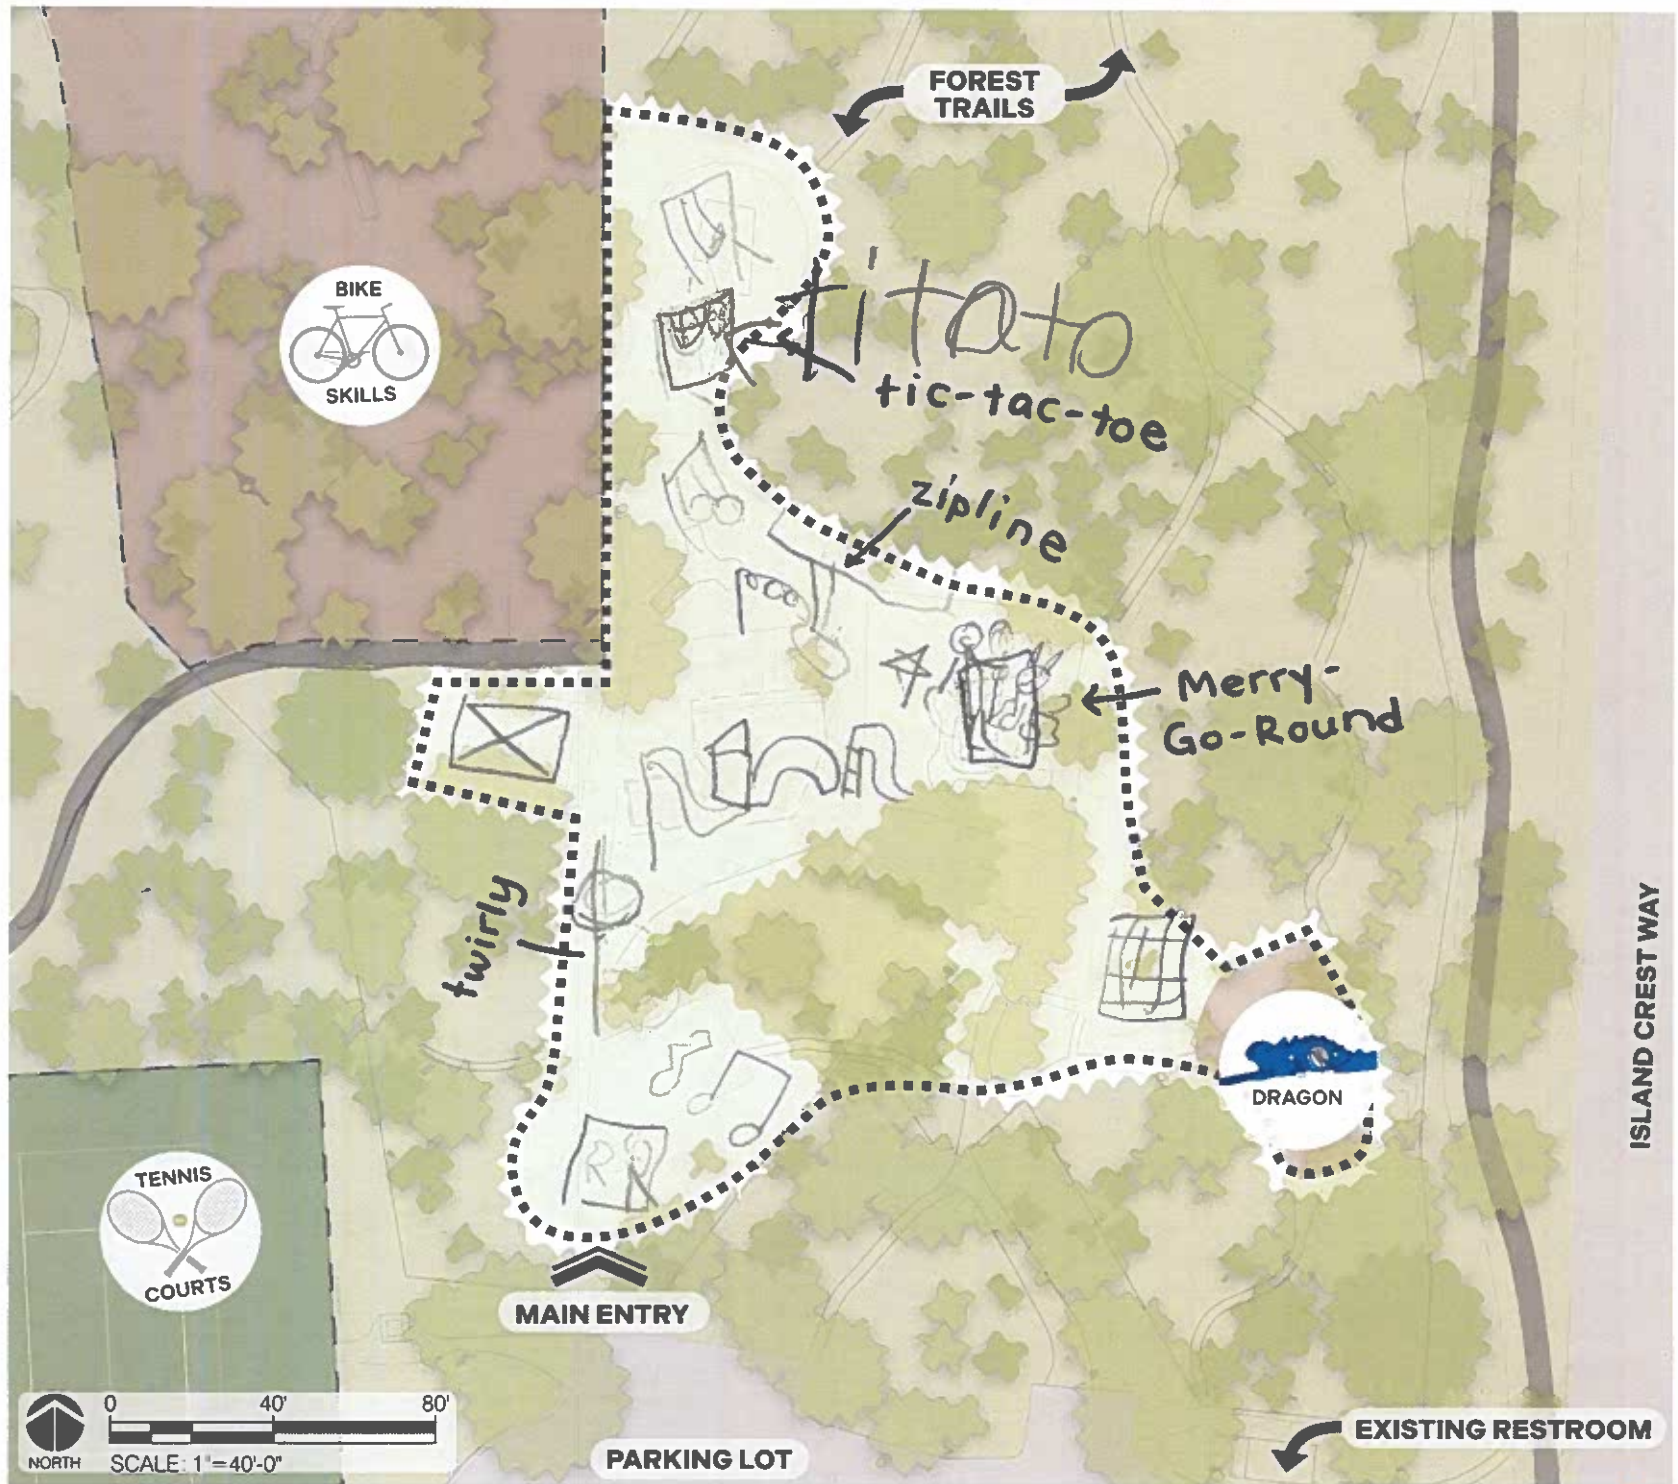 FOREST
TRAILS
BIKE
SKILLS
titato
tic-tac-toe
zipline
Merry-
Go-Round
twirly
DRAGON
ISLAND CREST WAY
TENNIS
COURTS
MAIN ENTRY
0 40' 80'
NORTH
SCALE: 1"=40'-0"
PARKING LOT
EXISTING RESTROOM